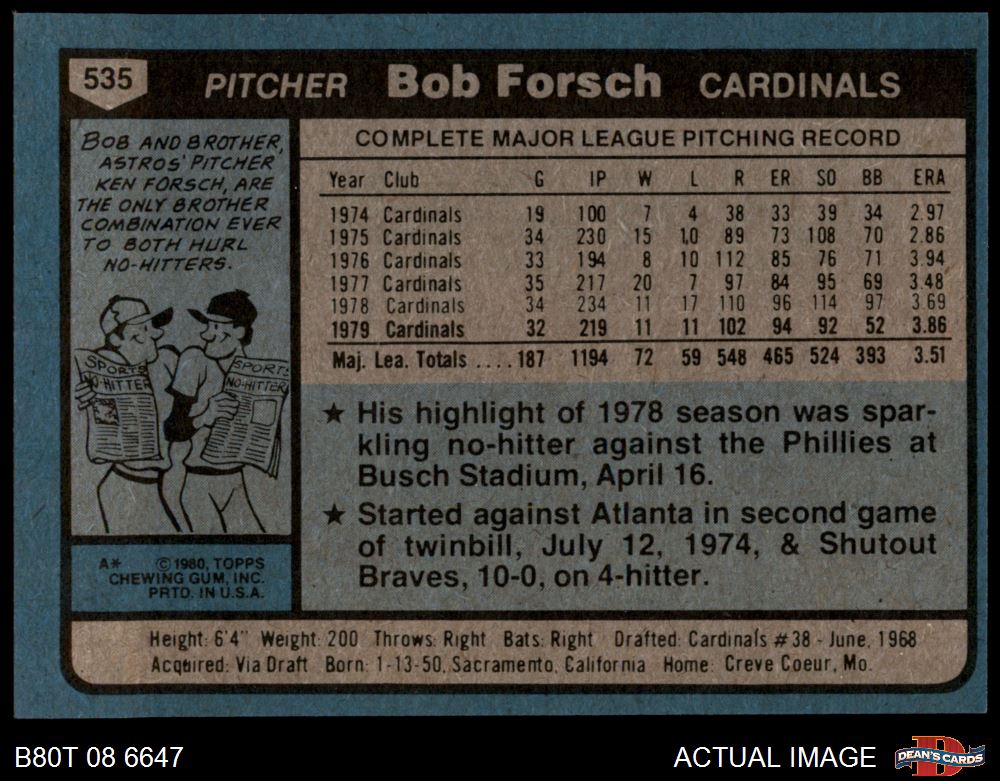 535 PITCHER Bob Forsch CARDINALS
BOB AND BROTHER,
ASTROS' PITCHER
KEN FORSCH, ARE
THE ONLY BROTHER
COMBINATION EVER
TO BOTH HURL
NO-HITTERS.
SPORTS
NO-HITTER
SPORTS
NO-HITTER
A* ©1980, TOPPS
CHEWING GUM, INC.
PRTD. IN U.S.A.
COMPLETE MAJOR LEAGUE PITCHING RECORD
Year Club G IP W L R ER SO BB ERA
1974 Cardinals 19 100 7 4 38 33 39 34 2.97
1975 Cardinals 34 230 15 10 89 73 108 70 2.86
1976 Cardinals 33 194 8 10 112 85 76 71 3.94
1977 Cardinals 35 217 20 7 97 84 95 69 3.48
1978 Cardinals 34 234 11 17 110 96 114 97 3.69
1979 Cardinals 32 219 11 11 102 94 92 52 3.86
Maj. Lea. Totals ....187 1194 72 59 548 465 524 393 3.51
★ His highlight of 1978 season was spar-
kling no-hitter against the Phillies at
Busch Stadium, April 16.
★ Started against Atlanta in second game
of twinbill, July 12, 1974, & Shutout
Braves, 10-0, on 4-hitter.
Height: 6'4" Weight: 200 Throws: Right Bats: Right Drafted: Cardinals #38 - June, 1968
Acquired: Via Draft Born: 1-13-50, Sacramento, California Home: Creve Coeur, Mo.
B80T 08 6647 ACTUAL IMAGE D DEAN'S CARDS